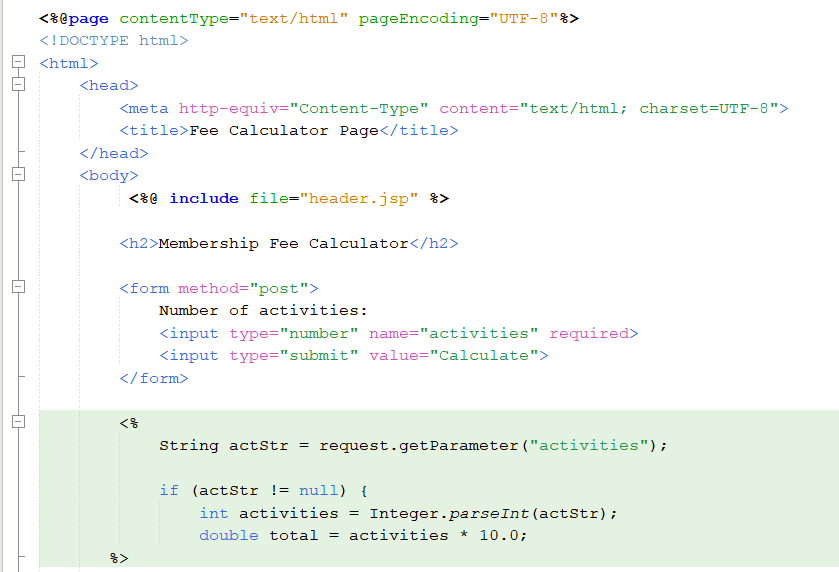 <%@page contentType="text/html" pageEncoding="UTF-8"%>
<!DOCTYPE html>
<html>
<head>
<meta http-equiv="Content-Type" content="text/html; charset=UTF-8">
<title>Fee Calculator Page</title>
</head>
<body>
<%@ include file="header.jsp" %>
<h2>Membership Fee Calculator</h2>
<form method="post">
Number of activities:
<input type="number" name="activities" required>
<input type="submit" value="Calculate">
</form>
<%
String actStr = request.getParameter("activities");
if (actStr != null) {
int activities = Integer.parseInt(actStr);
double total = activities * 10.0;
%>